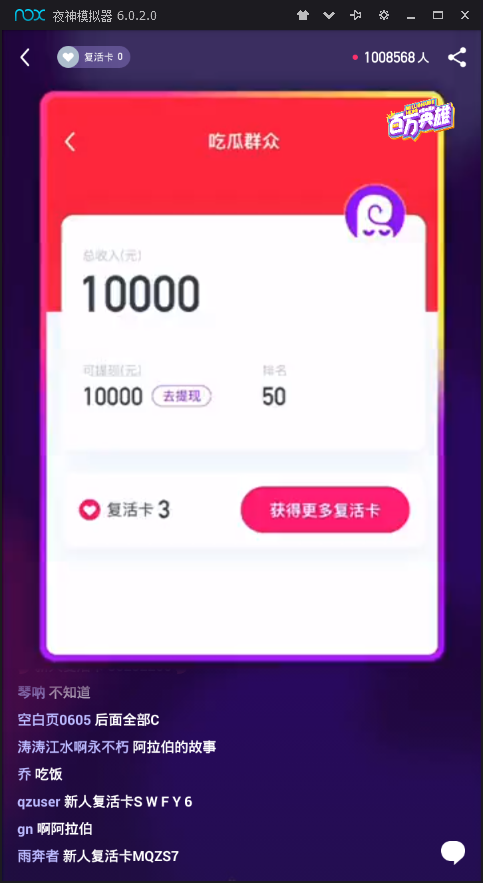 nox 夜神模拟器 6.0.2.0
复活卡 0
1008568 人
百万英雄
吃瓜群众
总收入(元)
10000
可提现(元)
排名
10000 去提现
50
复活卡 3
获得更多复活卡
琴呐 不知道
空白页0605 后面全部C
涛涛江水啊永不朽 阿拉伯的故事
乔 吃饭
qzuser 新人复活卡S W F Y 6
gn 啊阿拉伯
雨奔者 新人复活卡MQZS7